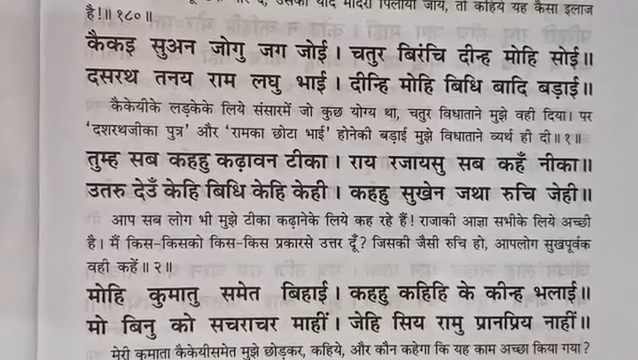 है! ॥ १८० ॥
कैकइ सुअन जोगु जग जोई। चतुर बिरंचि दीन्ह मोहि सोई॥
दसरथ तनय राम लघु भाई। दीन्हि मोहि बिधि बादि बड़ाई॥
कैकेयीके लड़केके लिये संसारमें जो कुछ योग्य था, चतुर विधाताने मुझे वही दिया। पर
‘दशरथजीका पुत्र’ और ‘रामका छोटा भाई’ होनेकी बड़ाई मुझे विधाताने व्यर्थ ही दी॥ १॥
तुम्ह सब कहहु कढ़ावन टीका। राय रजायसु सब कहँ नीका॥
उतरु देउँ केहि बिधि केहि केही। कहहु सुखेन जथा रुचि जेही॥
आप सब लोग भी मुझे टीका कढ़ानेके लिये कह रहे हैं! राजाकी आज्ञा सभीके लिये अच्छी
है। मैं किस-किसको किस-किस प्रकारसे उत्तर दूँ? जिसकी जैसी रुचि हो, आपलोग सुखपूर्वक
वही कहें॥ २॥
मोहि कुमातु समेत बिहाई। कहहु कहिहि के कीन्ह भलाई॥
मो बिनु को सचराचर माहीं। जेहि सिय रामु प्रानप्रिय नाहीं॥
मेरी कुमाता कैकेयीसमेत मुझे छोड़कर, कहिये, और कौन कहेगा कि यह काम अच्छा किया गया?